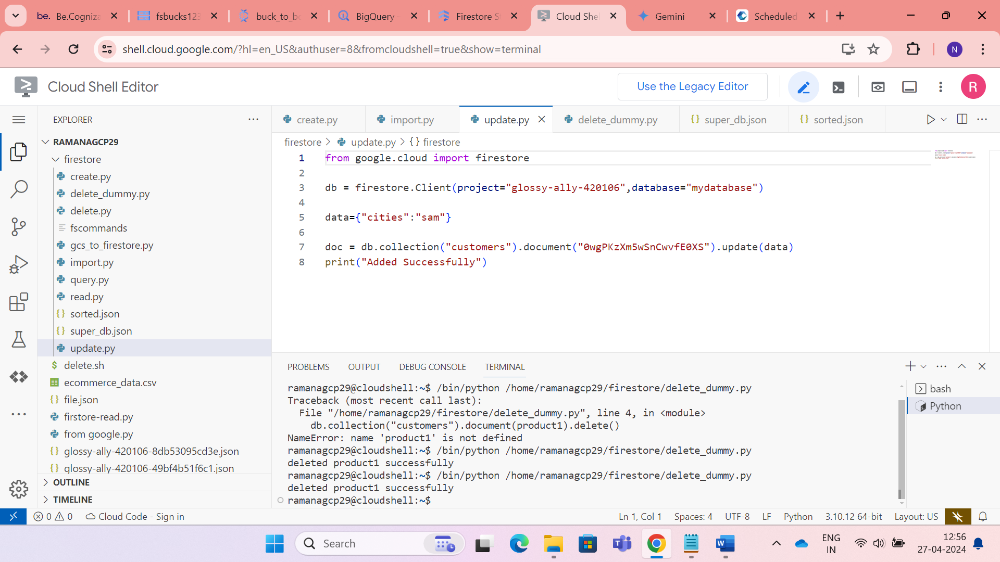 be. Be.Cogniza
fsbucks123
buck_to_bo
BigQuery –
Firestore St
Cloud Shel
Gemini
Scheduled
shell.cloud.google.com/?hl=en_US&authuser=8&fromcloudshell=true&show=terminal
N
Cloud Shell Editor
Use the Legacy Editor
R
EXPLORER
RAMANAGCP29
firestore
create.py
delete_dummy.py
delete.py
fscommands
gcs_to_firestore.py
import.py
query.py
read.py
sorted.json
super_db.json
update.py
delete.sh
ecommerce_data.csv
file.json
firstore-read.py
from google.py
glossy-ally-420106-8db53095cd3e.json
glossy-ally-420106-49bf4b51f6c1.json
OUTLINE
TIMELINE
create.py
import.py
update.py
delete_dummy.py
super_db.json
sorted.json
firestore > update.py > {} firestore
1 from google.cloud import firestore
2
3 db = firestore.Client(project="glossy-ally-420106",database="mydatabase")
4
5 data={"cities":"sam"}
6
7 doc = db.collection("customers").document("0wgPKzXm5wSnCwvfE0XS").update(data)
8 print("Added Successfully")
PROBLEMS OUTPUT DEBUG CONSOLE TERMINAL
ramanagcp29@cloudshell:~$ /bin/python /home/ramanagcp29/firestore/delete_dummy.py
Traceback (most recent call last):
File "/home/ramanagcp29/firestore/delete_dummy.py", line 4, in <module>
db.collection("customers").document(product1).delete()
NameError: name 'product1' is not defined
ramanagcp29@cloudshell:~$ /bin/python /home/ramanagcp29/firestore/delete_dummy.py
deleted product1 successfully
ramanagcp29@cloudshell:~$ /bin/python /home/ramanagcp29/firestore/delete_dummy.py
deleted product1 successfully
ramanagcp29@cloudshell:~$
bash
Python
0 0 Cloud Code - Sign in
Ln 1, Col 1 Spaces: 4 UTF-8 LF Python 3.10.12 64-bit Layout: US
Search
ENG
IN
12:56
27-04-2024